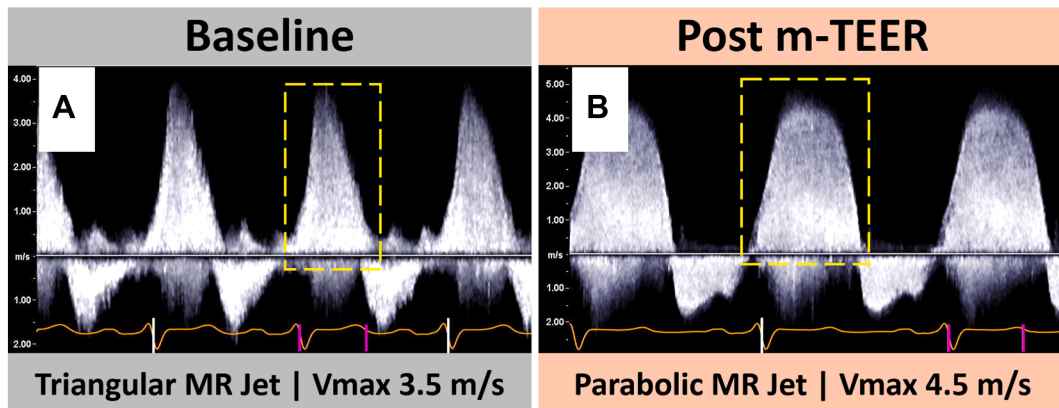 Baseline
Post m-TEER
A
4.00
3.00
2.00
1.00
m/s
1.00
2.00
B
5.00
4.00
3.00
2.00
1.00
m/s
1.00
2.00
Triangular MR Jet | Vmax 3.5 m/s
Parabolic MR Jet | Vmax 4.5 m/s